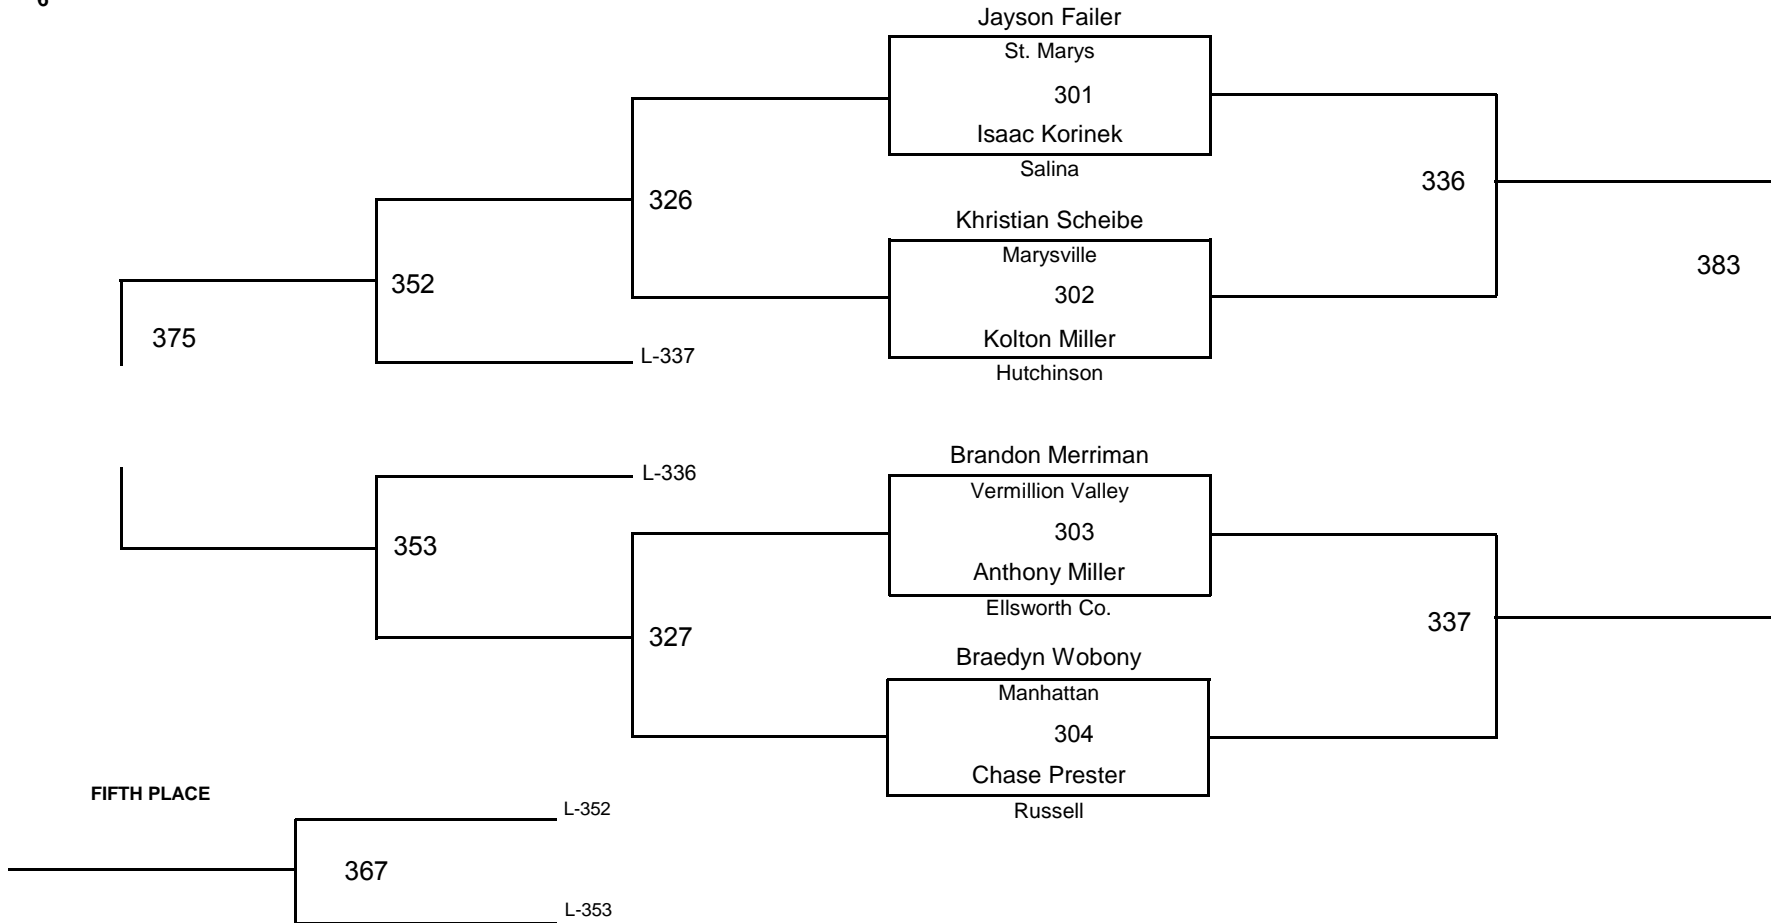 6
Jayson Failer
St. Marys
301
Isaac Korinek
Salina
326
336
Khristian Scheibe
Marysville
302
Kolton Miller
Hutchinson
352
383
375
L-337
L-336
Brandon Merriman
Vermillion Valley
303
Anthony Miller
Ellsworth Co.
353
327
337
Braedyn Wobony
Manhattan
304
Chase Prester
Russell
FIFTH PLACE
L-352
367
L-353